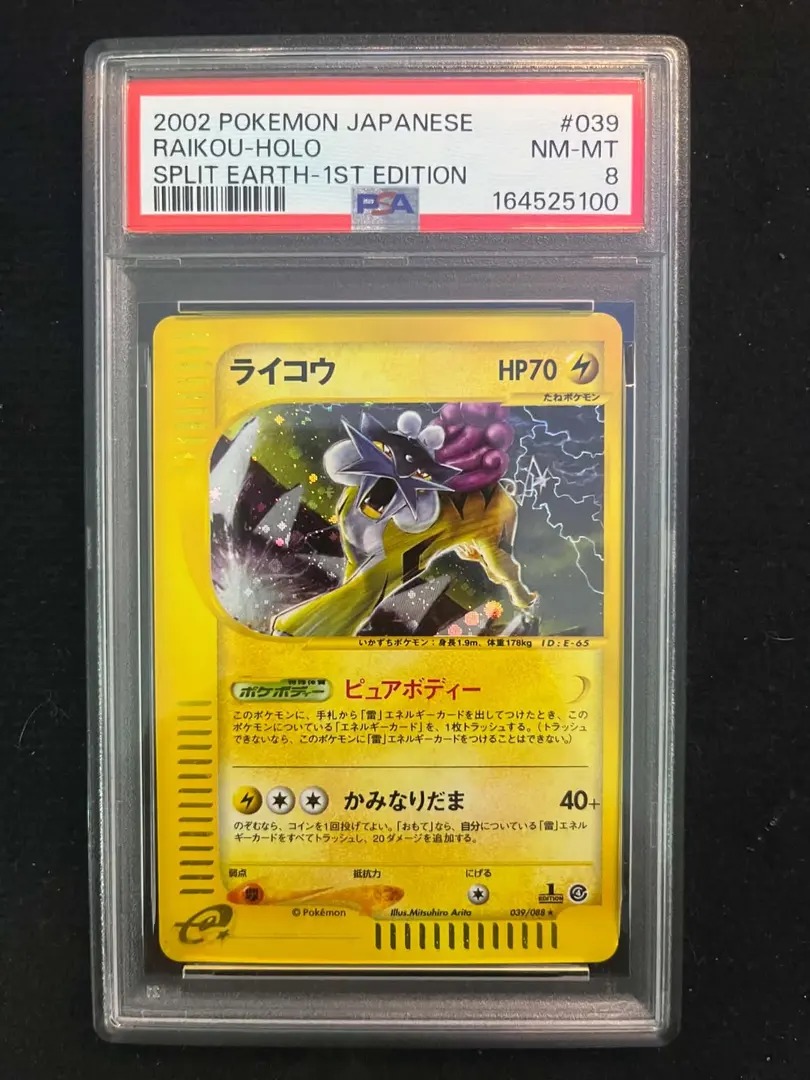 2002 POKEMON JAPANESE #039
RAIKOU-HOLO NM-MT
SPLIT EARTH-1ST EDITION 8
PSA 164525100
ライコウ HP70
たねポケモン
いかずちポケモン：身長1.9m、体重178kg ID:E-65
特殊体質
ポケボディー ピュアボディー
このポケモンに、手札から「雷」エネルギーカードを出してつけたとき、この
ポケモンについている「エネルギーカード」を、1枚トラッシュする。（トラッシュ
できないなら、このポケモンに「雷」エネルギーカードをつけることはできない。）
かみなりだま 40+
のぞむなら、コインを1回投げてよい。「おもて」なら、自分についている「雷」エネル
ギーカードをすべてトラッシュし、20ダメージを追加する。
弱点 抵抗力 にげる
1 EDITION
© Pokémon Illus.Mitsuhiro Arita 039/088 ★
e